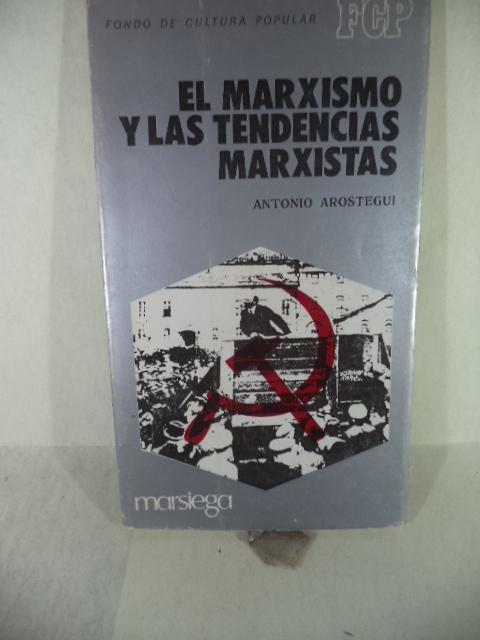 FONDO DE CULTURA POPULAR
FCP
EL MARXISMO
Y LAS TENDENCIAS
MARXISTAS
ANTONIO AROSTEGUI
marsiega